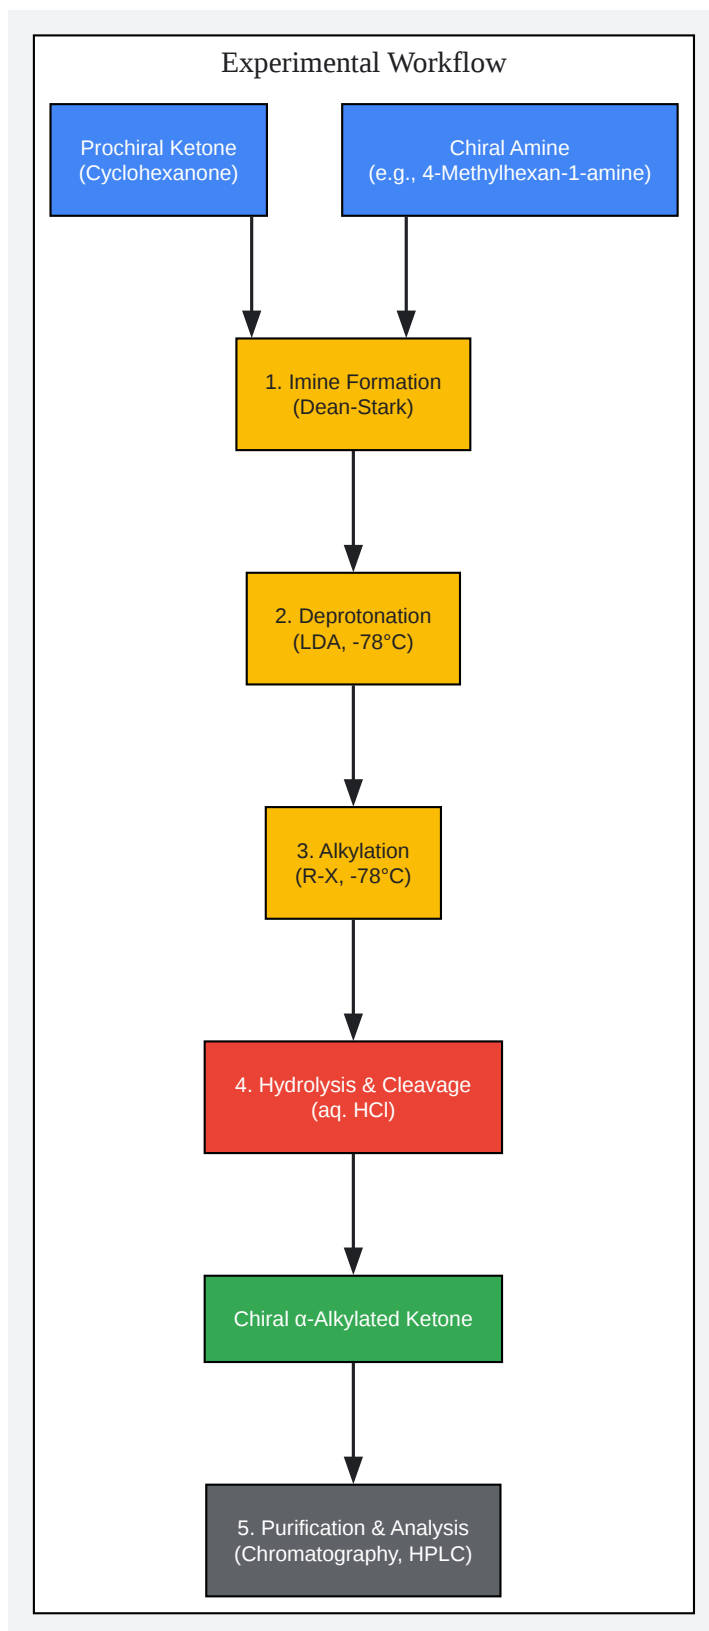 Experimental Workflow
Prochiral Ketone
(Cyclohexanone)
Chiral Amine
(e.g., 4-Methylhexan-1-amine)
1. Imine Formation
(Dean-Stark)
2. Deprotonation
(LDA, -78°C)
3. Alkylation
(R-X, -78°C)
4. Hydrolysis & Cleavage
(aq. HCl)
Chiral α-Alkylated Ketone
5. Purification & Analysis
(Chromatography, HPLC)